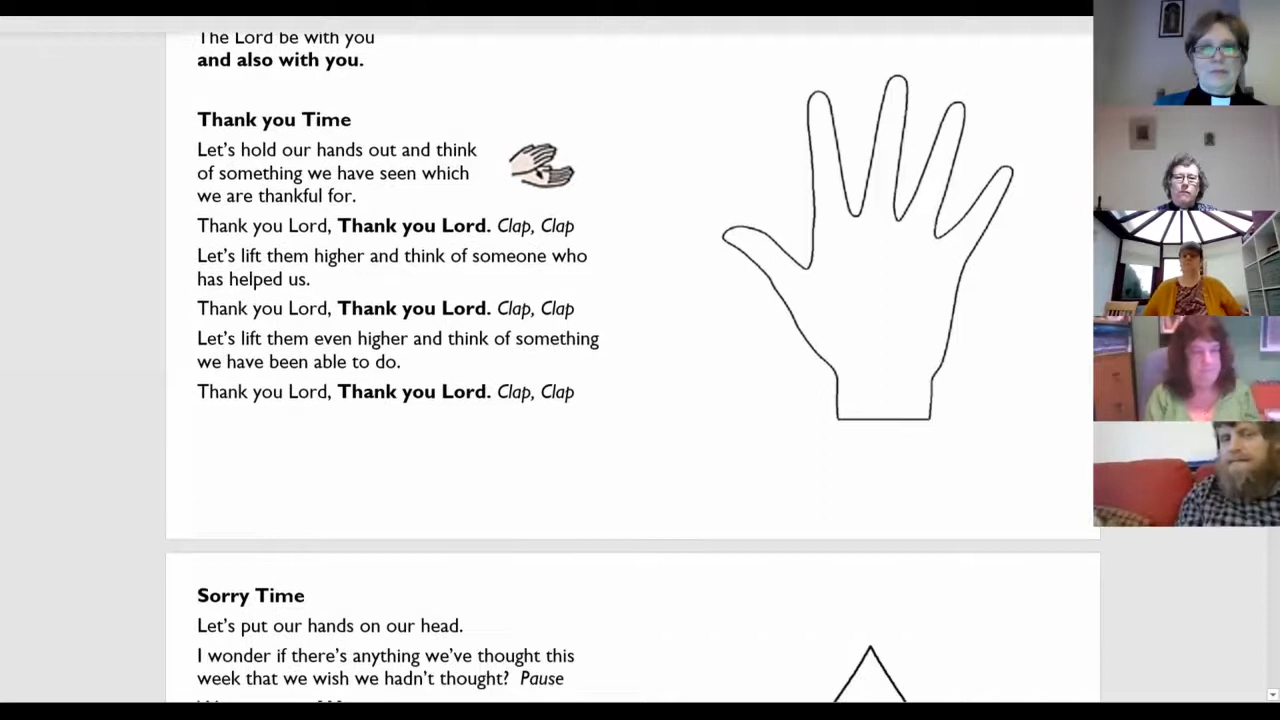 The Lord be with you
and also with you.
Thank you Time
Let's hold our hands out and think
of something we have seen which
we are thankful for.
Thank you Lord, Thank you Lord. Clap, Clap
Let's lift them higher and think of someone who
has helped us.
Thank you Lord, Thank you Lord. Clap, Clap
Let's lift them even higher and think of something
we have been able to do.
Thank you Lord, Thank you Lord. Clap, Clap
Sorry Time
Let's put our hands on our head.
I wonder if there's anything we've thought this
week that we wish we hadn't thought? Pause